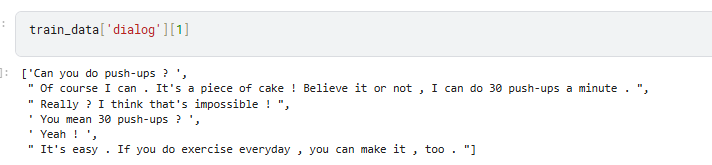 :
train_data['dialog'][1]
]:
['Can you do push-ups ? ',
" Of course I can . It's a piece of cake ! Believe it or not , I can do 30 push-ups a minute . ",
" Really ? I think that's impossible ! ",
' You mean 30 push-ups ? ',
' Yeah ! ',
" It's easy . If you do exercise everyday , you can make it , too . "]